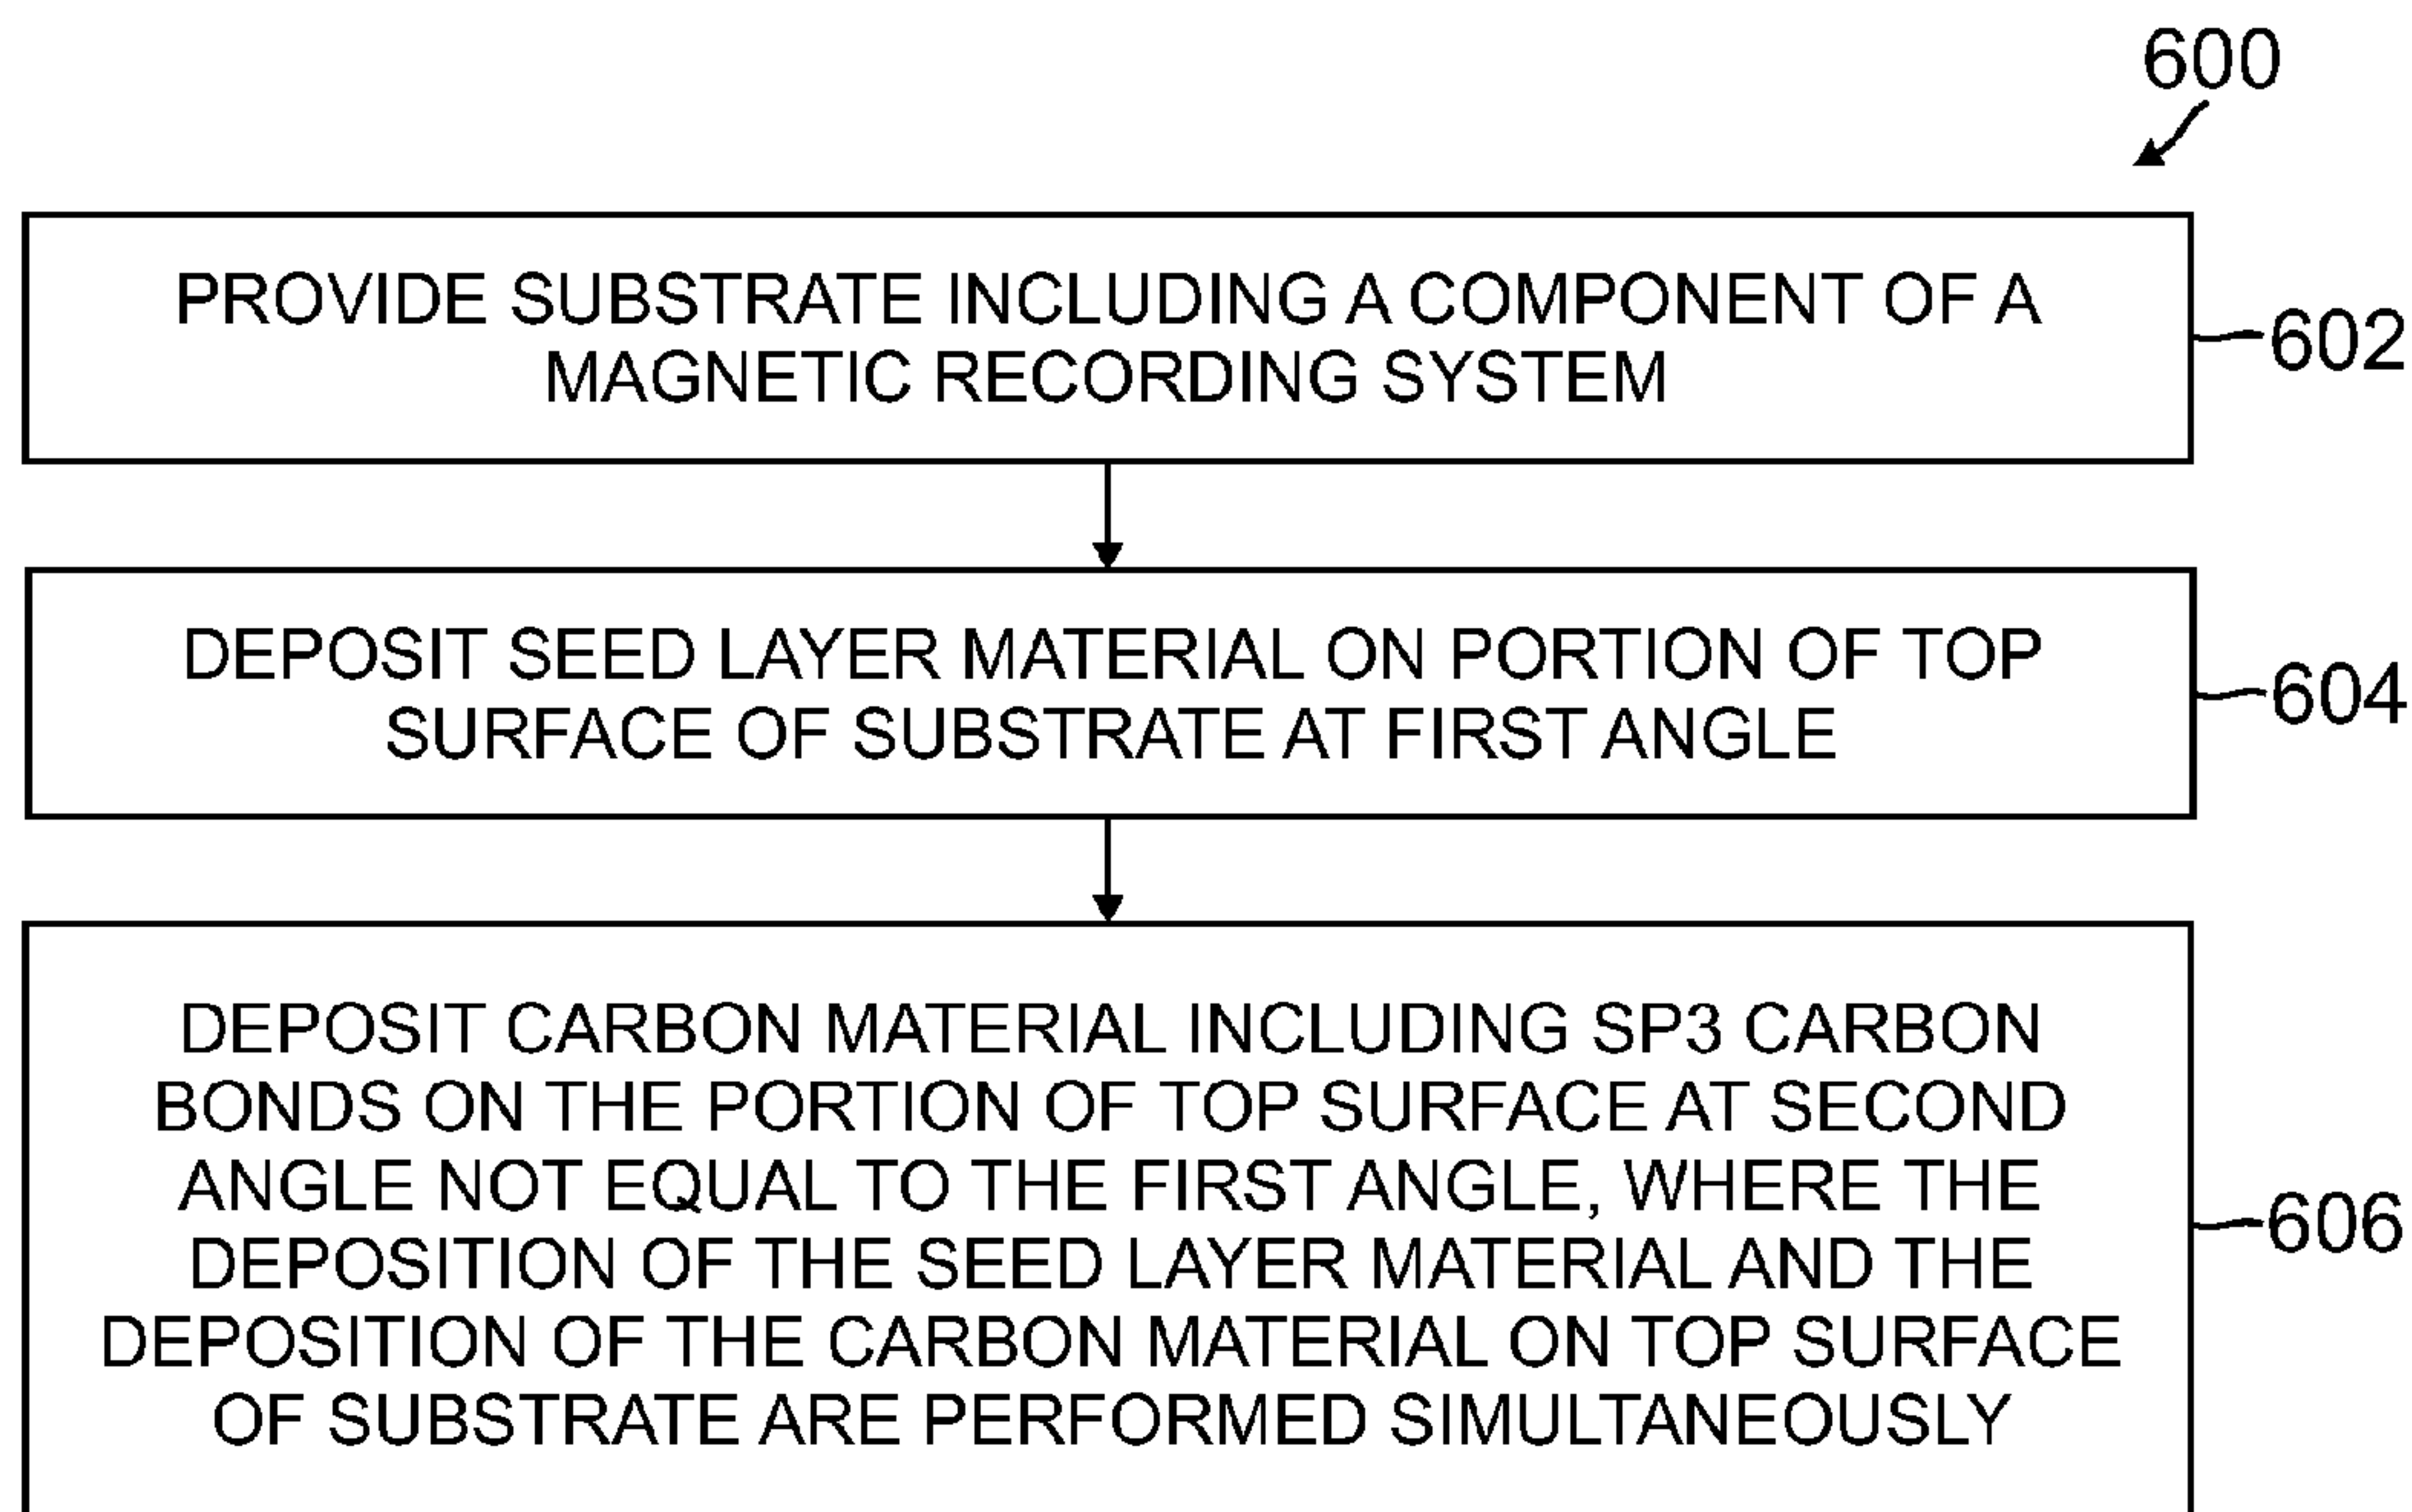 600
PROVIDE SUBSTRATE INCLUDING A COMPONENT OF A
MAGNETIC RECORDING SYSTEM
602
DEPOSIT SEED LAYER MATERIAL ON PORTION OF TOP
SURFACE OF SUBSTRATE AT FIRST ANGLE
604
DEPOSIT CARBON MATERIAL INCLUDING SP3 CARBON
BONDS ON THE PORTION OF TOP SURFACE AT SECOND
ANGLE NOT EQUAL TO THE FIRST ANGLE, WHERE THE
DEPOSITION OF THE SEED LAYER MATERIAL AND THE
DEPOSITION OF THE CARBON MATERIAL ON TOP SURFACE
OF SUBSTRATE ARE PERFORMED SIMULTANEOUSLY
606